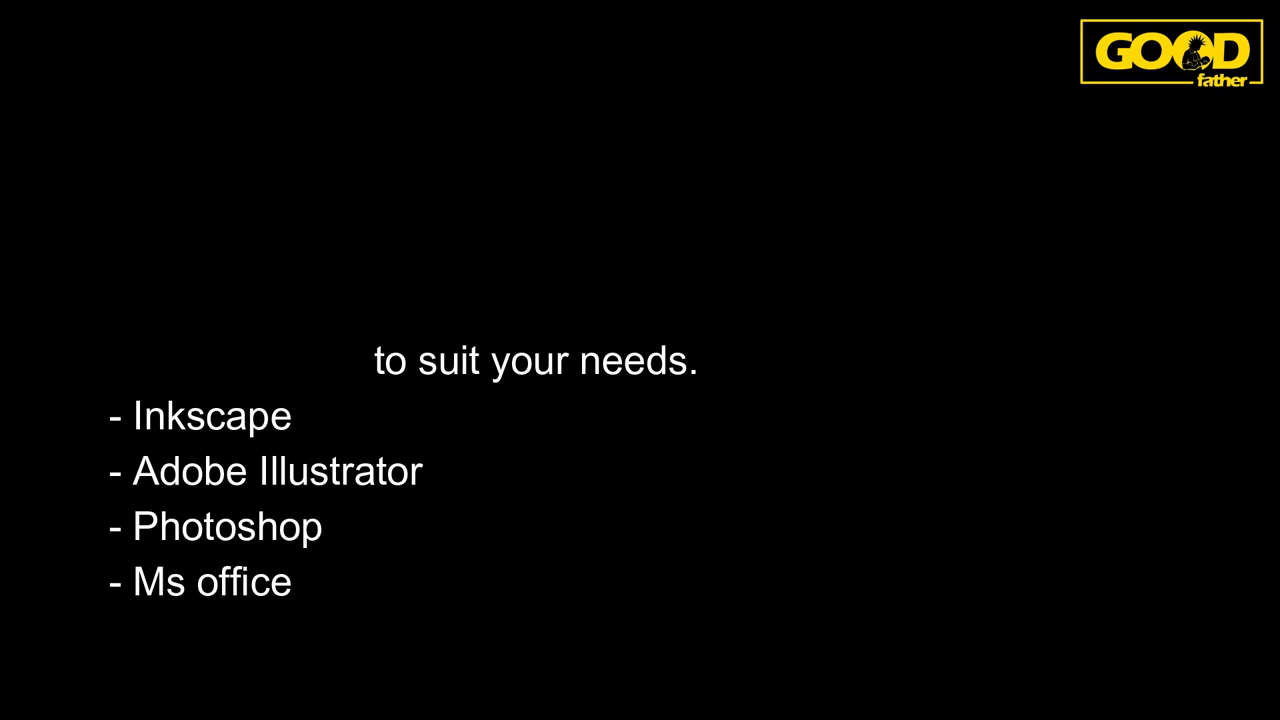 GOOD
father
to suit your needs.
- Inkscape
- Adobe Illustrator
- Photoshop
- Ms office